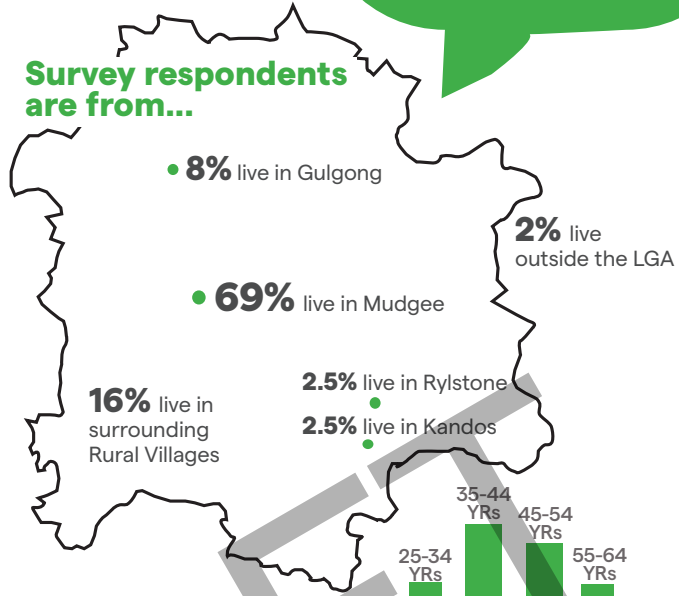 Survey respondents
are from...
8% live in Gulgong
2% live
outside the LGA
69% live in Mudgee
2.5% live in Rylstone
16% live in
surrounding
Rural Villages
2.5% live in Kandos
35-44
YRs
45-54
YRs
25-34
YRs
55-64
YRs